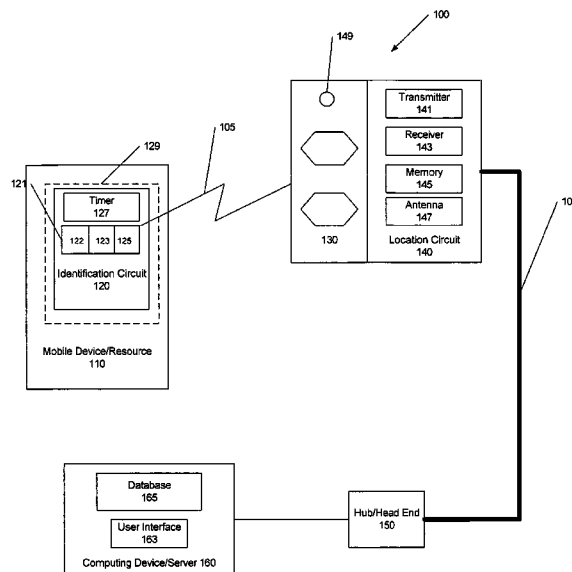 100
149
Transmitter
141
105
Receiver
143
129
121
Timer
127
Memory
145
Antenna
147
10
122 123 125
130
Location Circuit
140
Identification Circuit
120
Mobile Device/Resource
110
Database
165
User Interface
163
Hub/Head End
150
Computing Device/Server 160